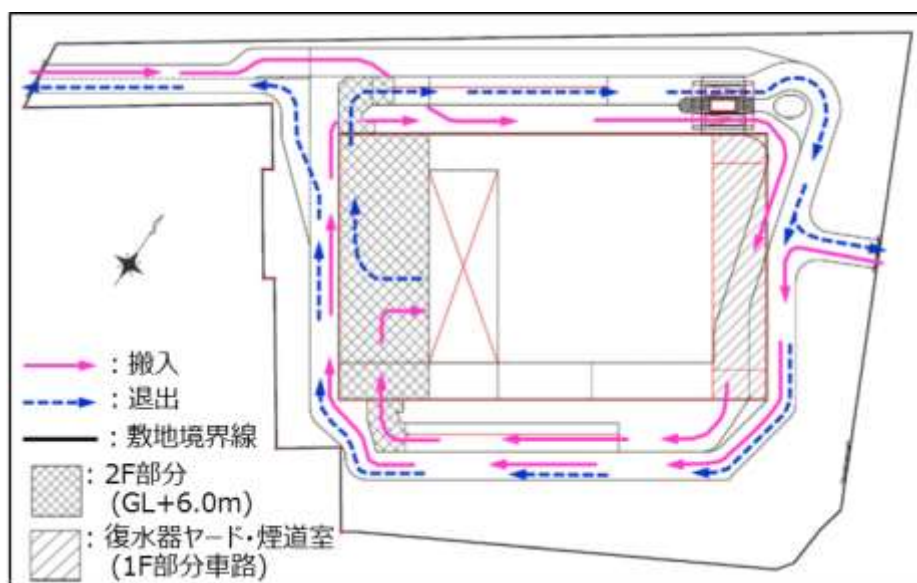 ：搬入
：退出
：敷地境界線
：2F部分
(GL+6.0m)
：復水器ヤード・煙道室
(1F部分車路)